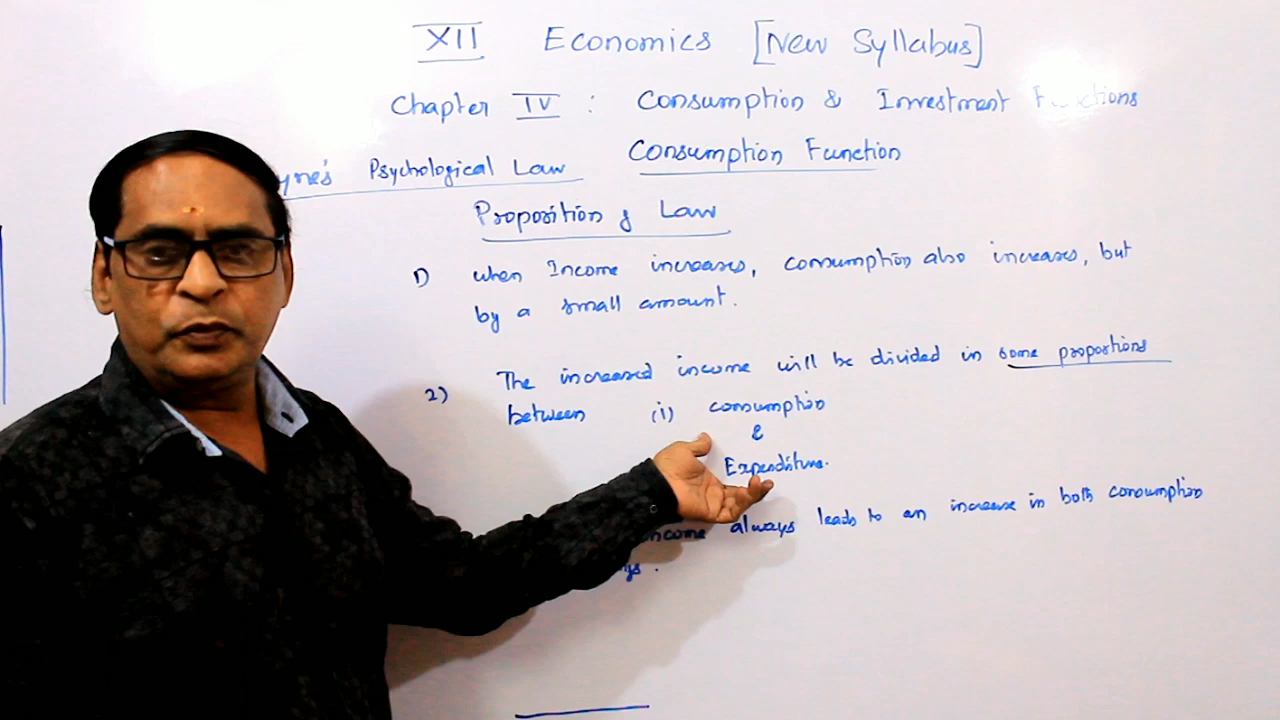 XII Economics [New Syllabus]
Chapter IV : Consumption & Investment Functions
Psychological Law Consumption Function
Proposition of Law
1) when Income increases, consumption also increases, but
by a small amount.
2) The increased income will be divided in some proportions
between (i) consumption
&
Expenditure.
always leads to an increase in both consumption